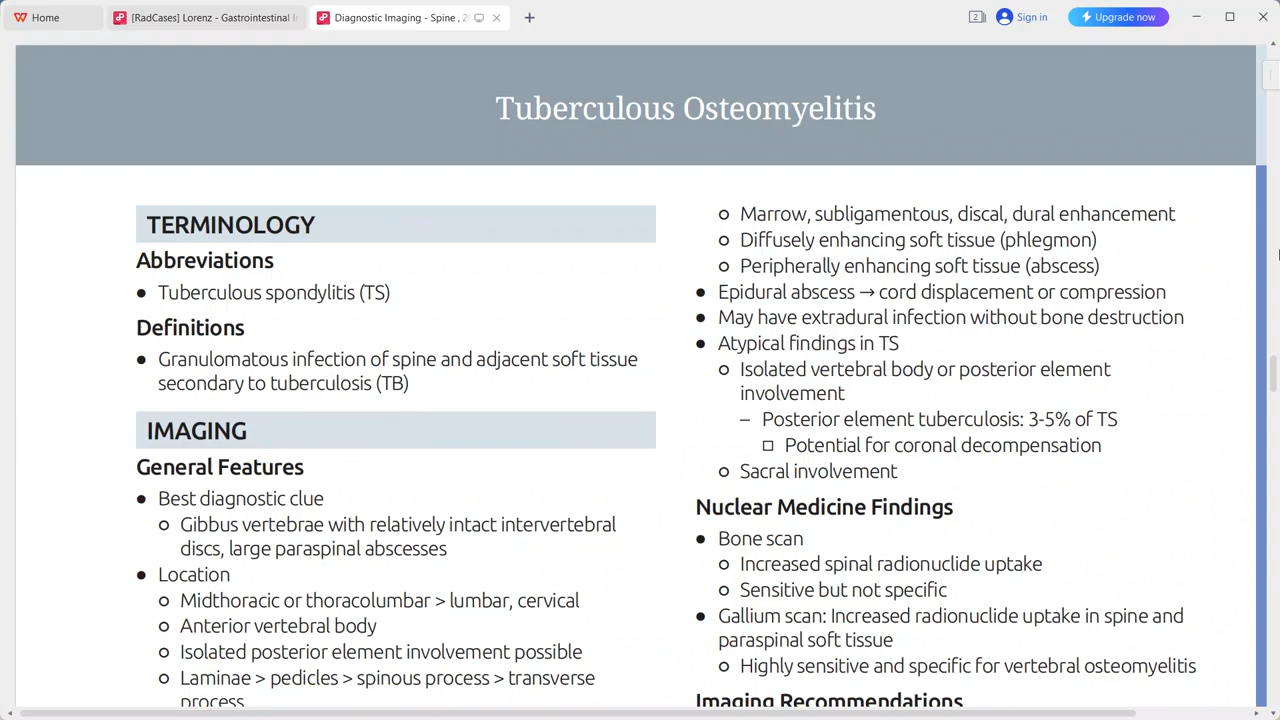 Home
[RadCases] Lorenz - Gastrointestinal
Diagnostic Imaging - Spine , 2
2
Sign in
Upgrade now
Tuberculous Osteomyelitis
TERMINOLOGY
Abbreviations
● Tuberculous spondylitis (TS)
Definitions
● Granulomatous infection of spine and adjacent soft tissue
secondary to tuberculosis (TB)
IMAGING
General Features
● Best diagnostic clue
○ Gibbus vertebrae with relatively intact intervertebral
discs, large paraspinal abscesses
● Location
○ Midthoracic or thoracolumbar > lumbar, cervical
○ Anterior vertebral body
○ Isolated posterior element involvement possible
○ Laminae > pedicles > spinous process > transverse
process
○ Marrow, subligamentous, discal, dural enhancement
○ Diffusely enhancing soft tissue (phlegmon)
○ Peripherally enhancing soft tissue (abscess)
● Epidural abscess → cord displacement or compression
● May have extradural infection without bone destruction
● Atypical findings in TS
○ Isolated vertebral body or posterior element
involvement
– Posterior element tuberculosis: 3-5% of TS
□ Potential for coronal decompensation
○ Sacral involvement
Nuclear Medicine Findings
● Bone scan
○ Increased spinal radionuclide uptake
○ Sensitive but not specific
● Gallium scan: Increased radionuclide uptake in spine and
paraspinal soft tissue
○ Highly sensitive and specific for vertebral osteomyelitis
Imaging Recommendations